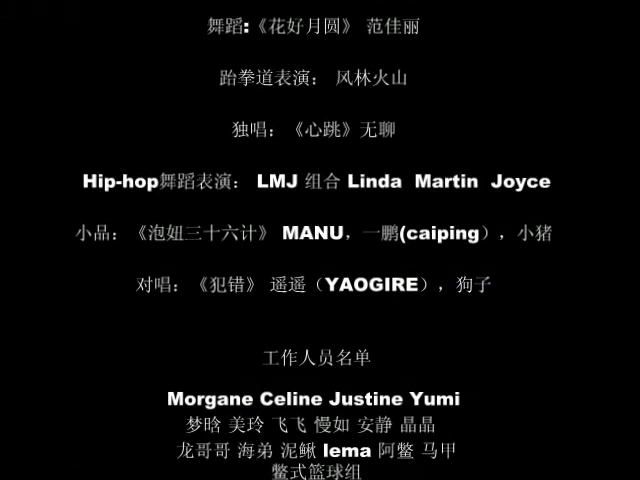 舞蹈:《花好月圆》 范佳丽
跆拳道表演： 风林火山
独唱：《心跳》无聊
Hip-hop舞蹈表演： LMJ 组合 Linda Martin Joyce
小品：《泡妞三十六计》 MANU，一鹏(caiping），小猪
对唱：《犯错》 遥遥（YAOGIRE），狗子
工作人员名单
Morgane Celine Justine Yumi
梦晗 美玲 飞飞 慢如 安静 晶晶
龙哥哥 海弟 泥鳅 lema 阿鳖 马甲
鳖式篮球组